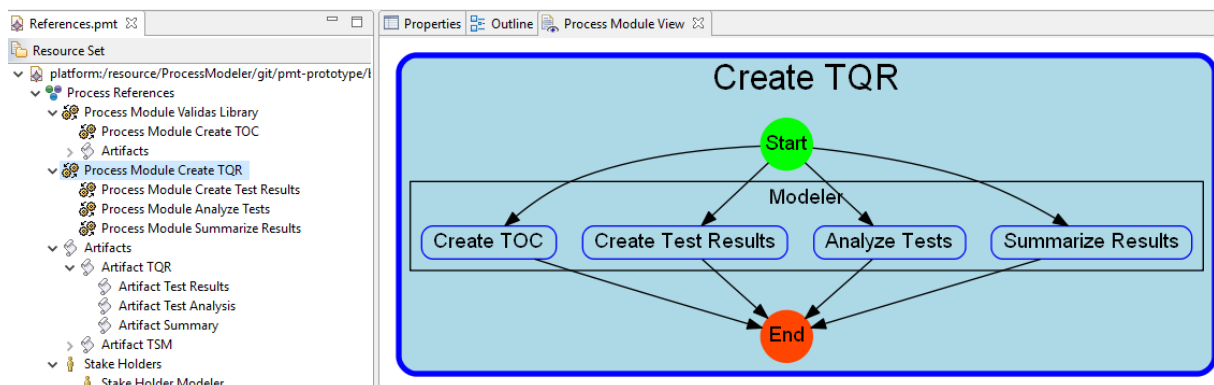 References.pmt
Resource Set
platform:/resource/ProcessModeler/git/pmt-prototype/
Process References
Process Module Validas Library
Process Module Create TOC
Artifacts
Process Module Create TQR
Process Module Create Test Results
Process Module Analyze Tests
Process Module Summarize Results
Artifacts
Artifact TQR
Artifact Test Results
Artifact Test Analysis
Artifact Summary
Artifact TSM
Stake Holders
Stake Holder Modeler
Properties Outline Process Module View
Create TQR
Start
Modeler
Create TOC Create Test Results Analyze Tests Summarize Results
End